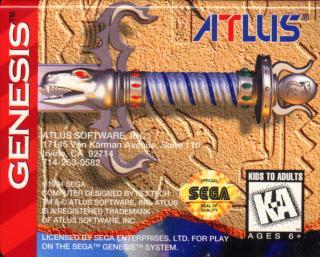 GENESIS™
ATLUS®
ATLUS SOFTWARE, INC.
17145 Von Karman Avenue, Suite 110
Irvine, CA 92714
714-263-9582
© 1994 SEGA
COMPUTER DESIGNED BY NEXTECH
TM & © ATLUS SOFTWARE, INC. ATLUS
IS A REGISTERED TRADEMARK
OF ATLUS SOFTWARE, INC.
LICENSED BY SEGA ENTERPRISES, LTD. FOR PLAY
ON THE SEGA™ GENESIS™ SYSTEM.
OFFICIAL
SEGA
SEAL OF
QUALITY
KIDS TO ADULTS
K-A
AGES 6+